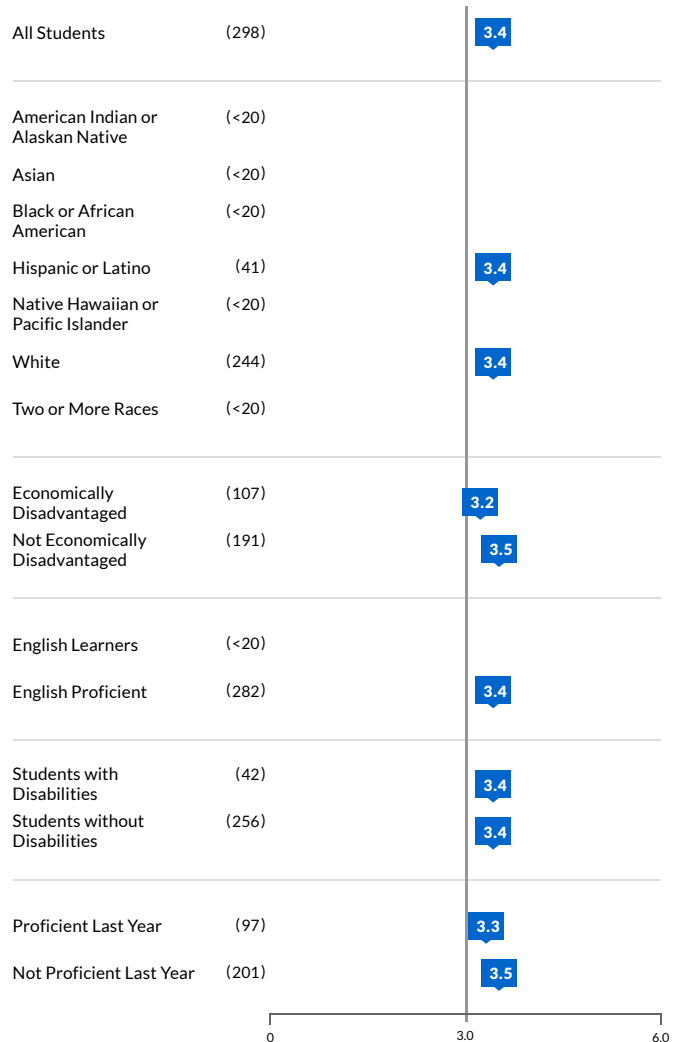 All Students (298) 3.4
American Indian or
Alaskan Native (<20)
Asian (<20)
Black or African
American (<20)
Hispanic or Latino (41) 3.4
Native Hawaiian or
Pacific Islander (<20)
White (244) 3.4
Two or More Races (<20)
Economically
Disadvantaged (107) 3.2
Not Economically
Disadvantaged (191) 3.5
English Learners (<20)
English Proficient (282) 3.4
Students with
Disabilities (42) 3.4
Students without
Disabilities (256) 3.4
Proficient Last Year (97) 3.3
Not Proficient Last Year (201) 3.5
0 3.0 6.0